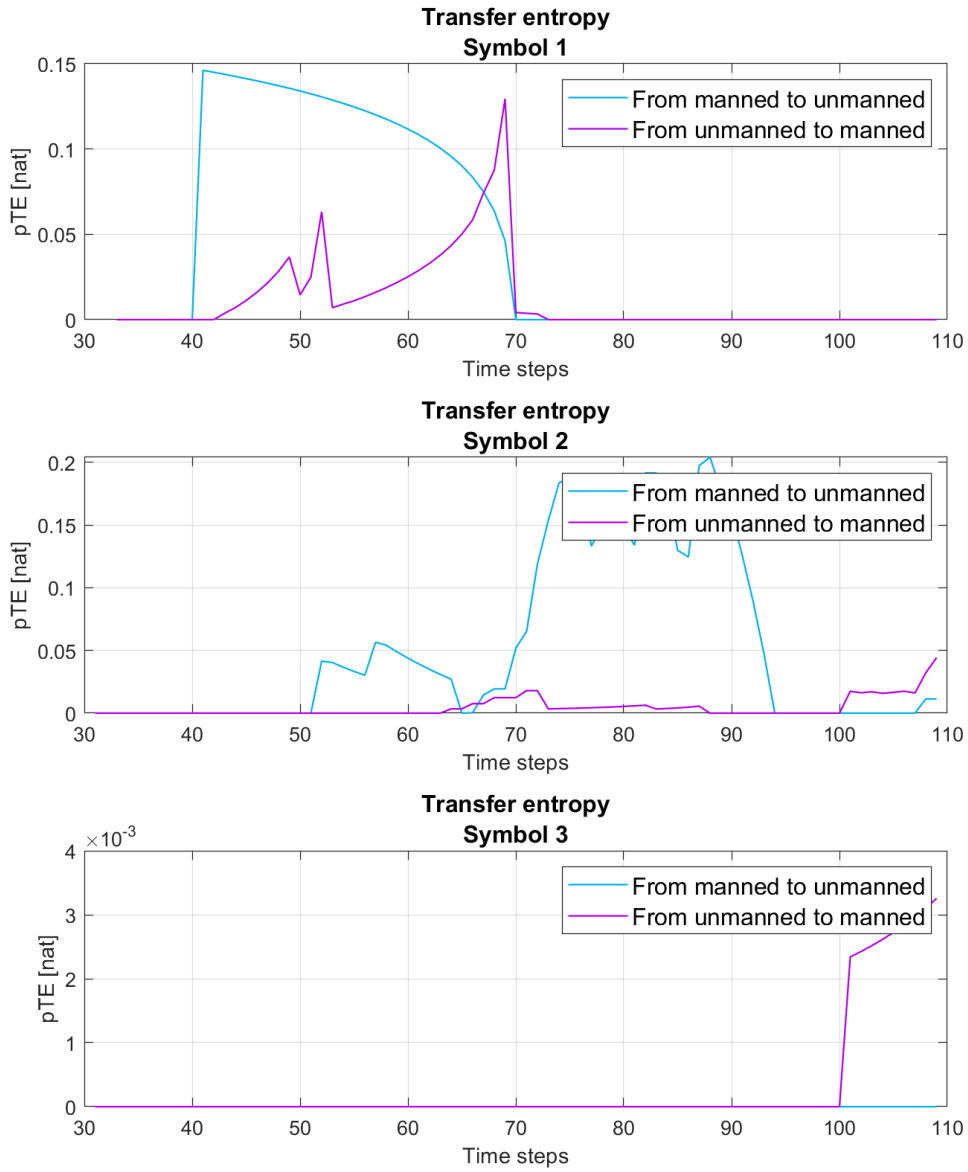 Transfer entropy
Symbol 1
0.15
0.1
0.05
0
pTE [nat]
From manned to unmanned
From unmanned to manned
30 40 50 60 70 80 90 100 110
Time steps
Transfer entropy
Symbol 2
0.2
0.15
0.1
0.05
0
pTE [nat]
From manned to unmanned
From unmanned to manned
30 40 50 60 70 80 90 100 110
Time steps
Transfer entropy
Symbol 3
×10-3
4
3
2
1
0
pTE [nat]
From manned to unmanned
From unmanned to manned
30 40 50 60 70 80 90 100 110
Time steps